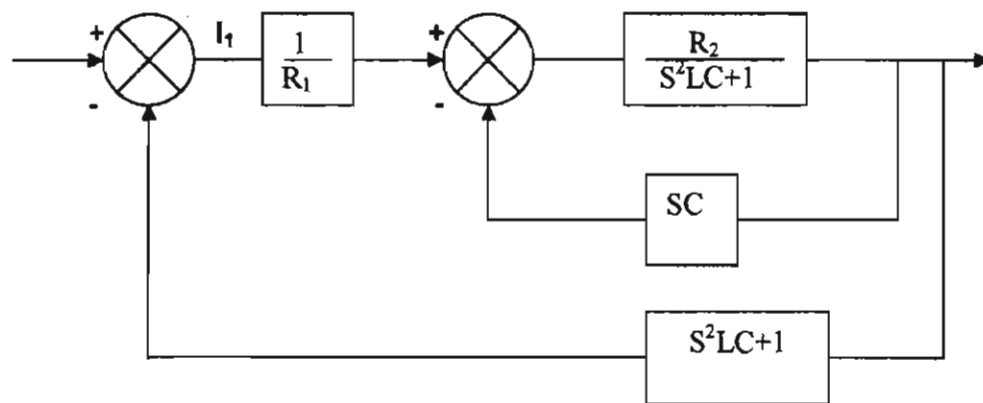 +
-
I₁
1
R₁
+
-
R₂
S²LC+1
SC
S²LC+1